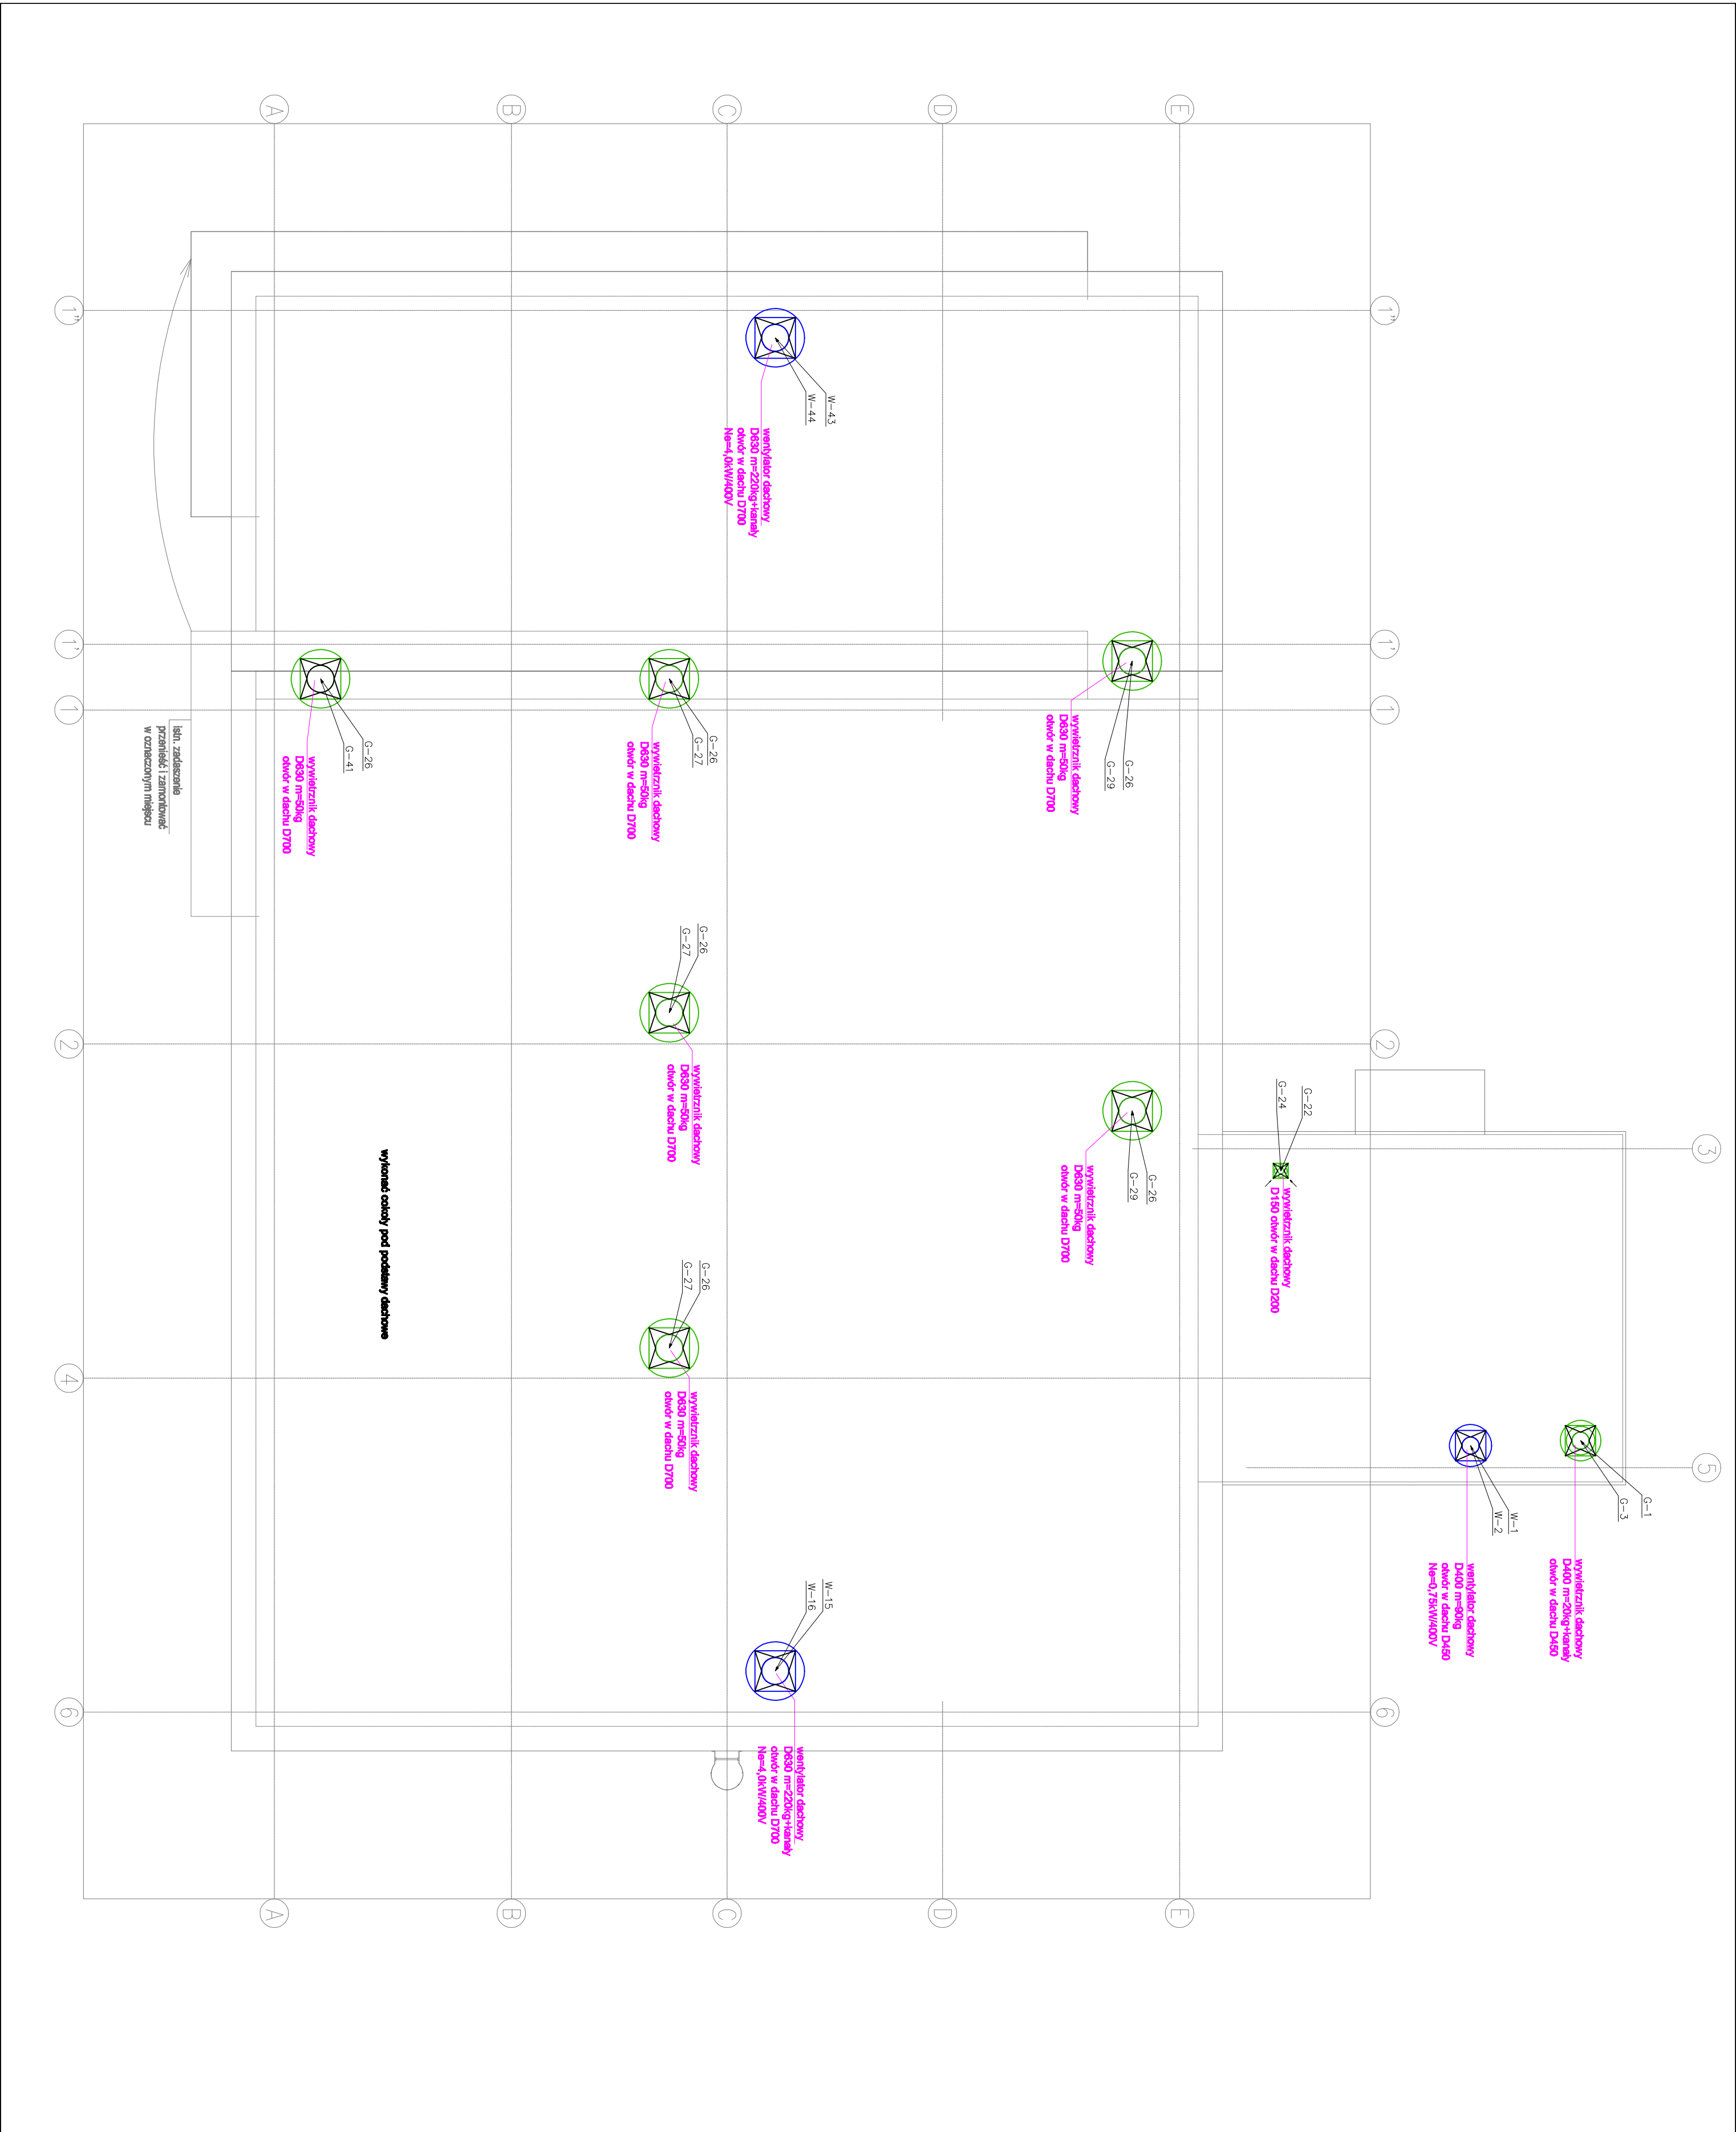 A
B
C
D
E
1"
1"
W-43
W-44
wentylator dachowy
D630 m=220kg+kanały
otwór w dachu D700
Ne=4,0kW/400V
1'
1'
1
1
G-26
G-29
wywietrznik dachowy
D630 m=50kg
otwór w dachu D700
G-26
G-27
wywietrznik dachowy
D630 m=50kg
otwór w dachu D700
G-26
G-41
wywietrznik dachowy
D630 m=50kg
otwór w dachu D700
istn. zadaszenie
przenieść i zamontować
w oznaczonym miejscu
G-26
G-27
wywietrznik dachowy
D630 m=50kg
otwór w dachu D700
2
2
G-26
G-29
wywietrznik dachowy
D630 m=50kg
otwór w dachu D700
G-22
G-24
wywietrznik dachowy
D150 otwór w dachu D200
3
wykonać cokoły pod podstawy dachowe
G-26
G-27
wywietrznik dachowy
D630 m=50kg
otwór w dachu D700
4
5
G-1
G-3
wywietrznik dachowy
D400 m=20kg+kanały
otwór w dachu D450
W-1
W-2
wentylator dachowy
D400 m=90kg
otwór w dachu D450
Ne=0,75kW/400V
W-15
W-16
wentylator dachowy
D630 m=220kg+kanały
otwór w dachu D700
Ne=4,0kW/400V
6
6
A
B
C
D
E